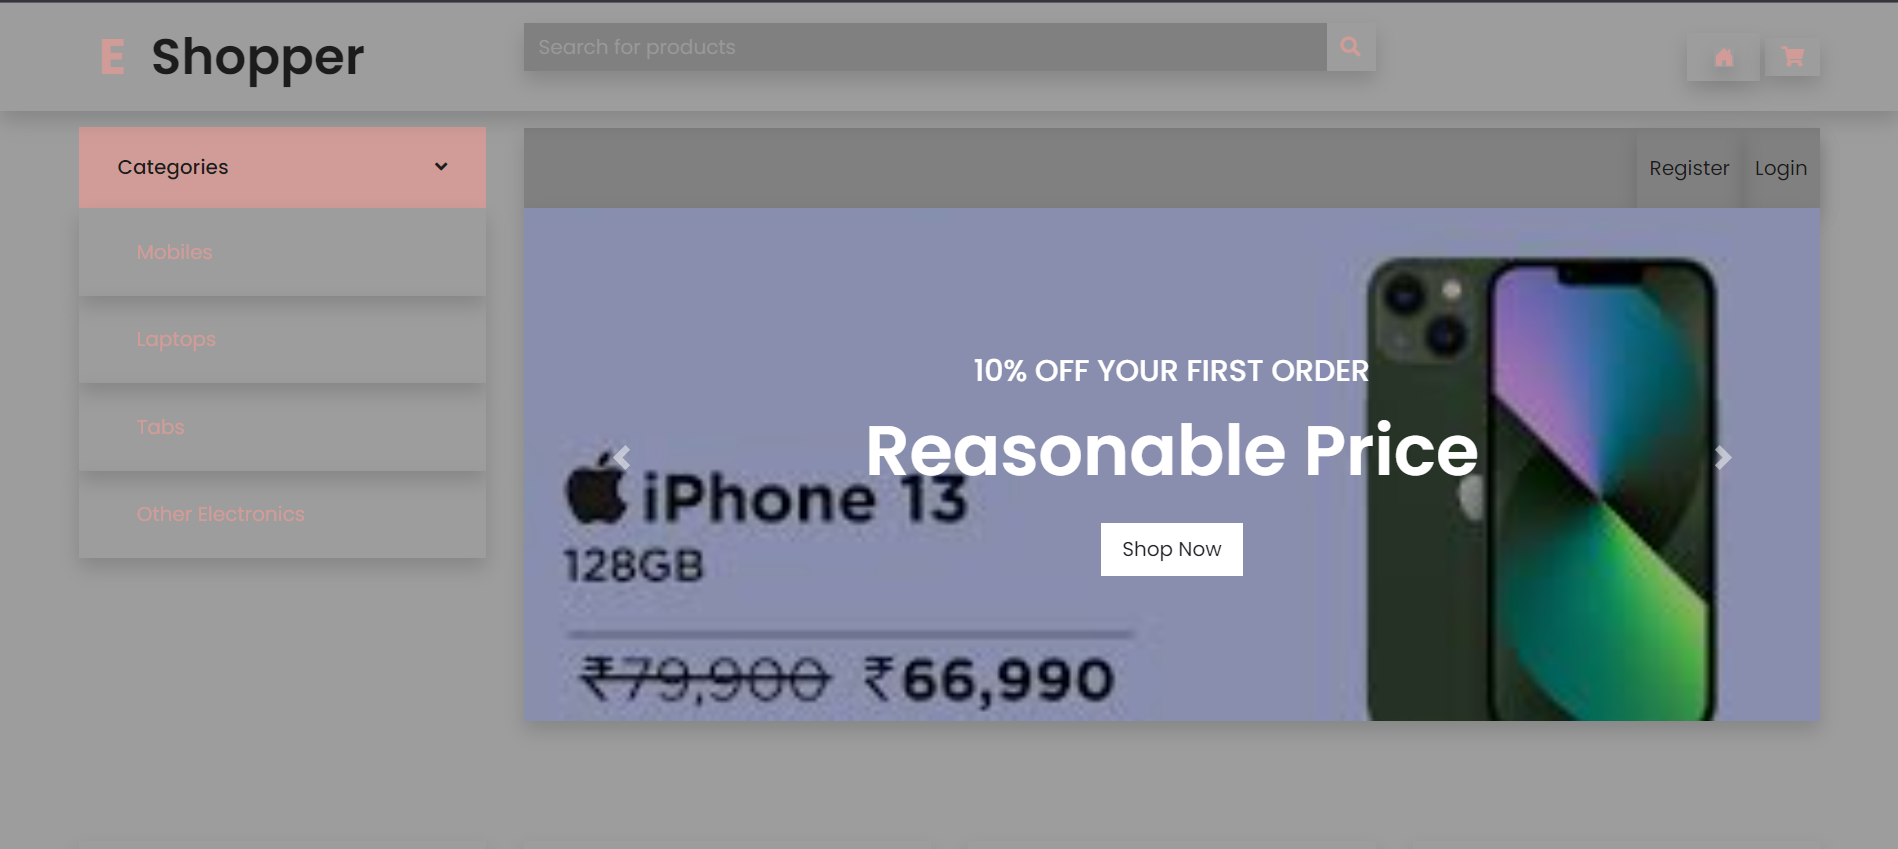 E Shopper
Search for products
Categories
Register Login
Mobiles
Laptops
Tabs
Other Electronics
10% OFF YOUR FIRST ORDER
Reasonable Price
iPhone 13
128GB
Shop Now
₹79,900 ₹66,990